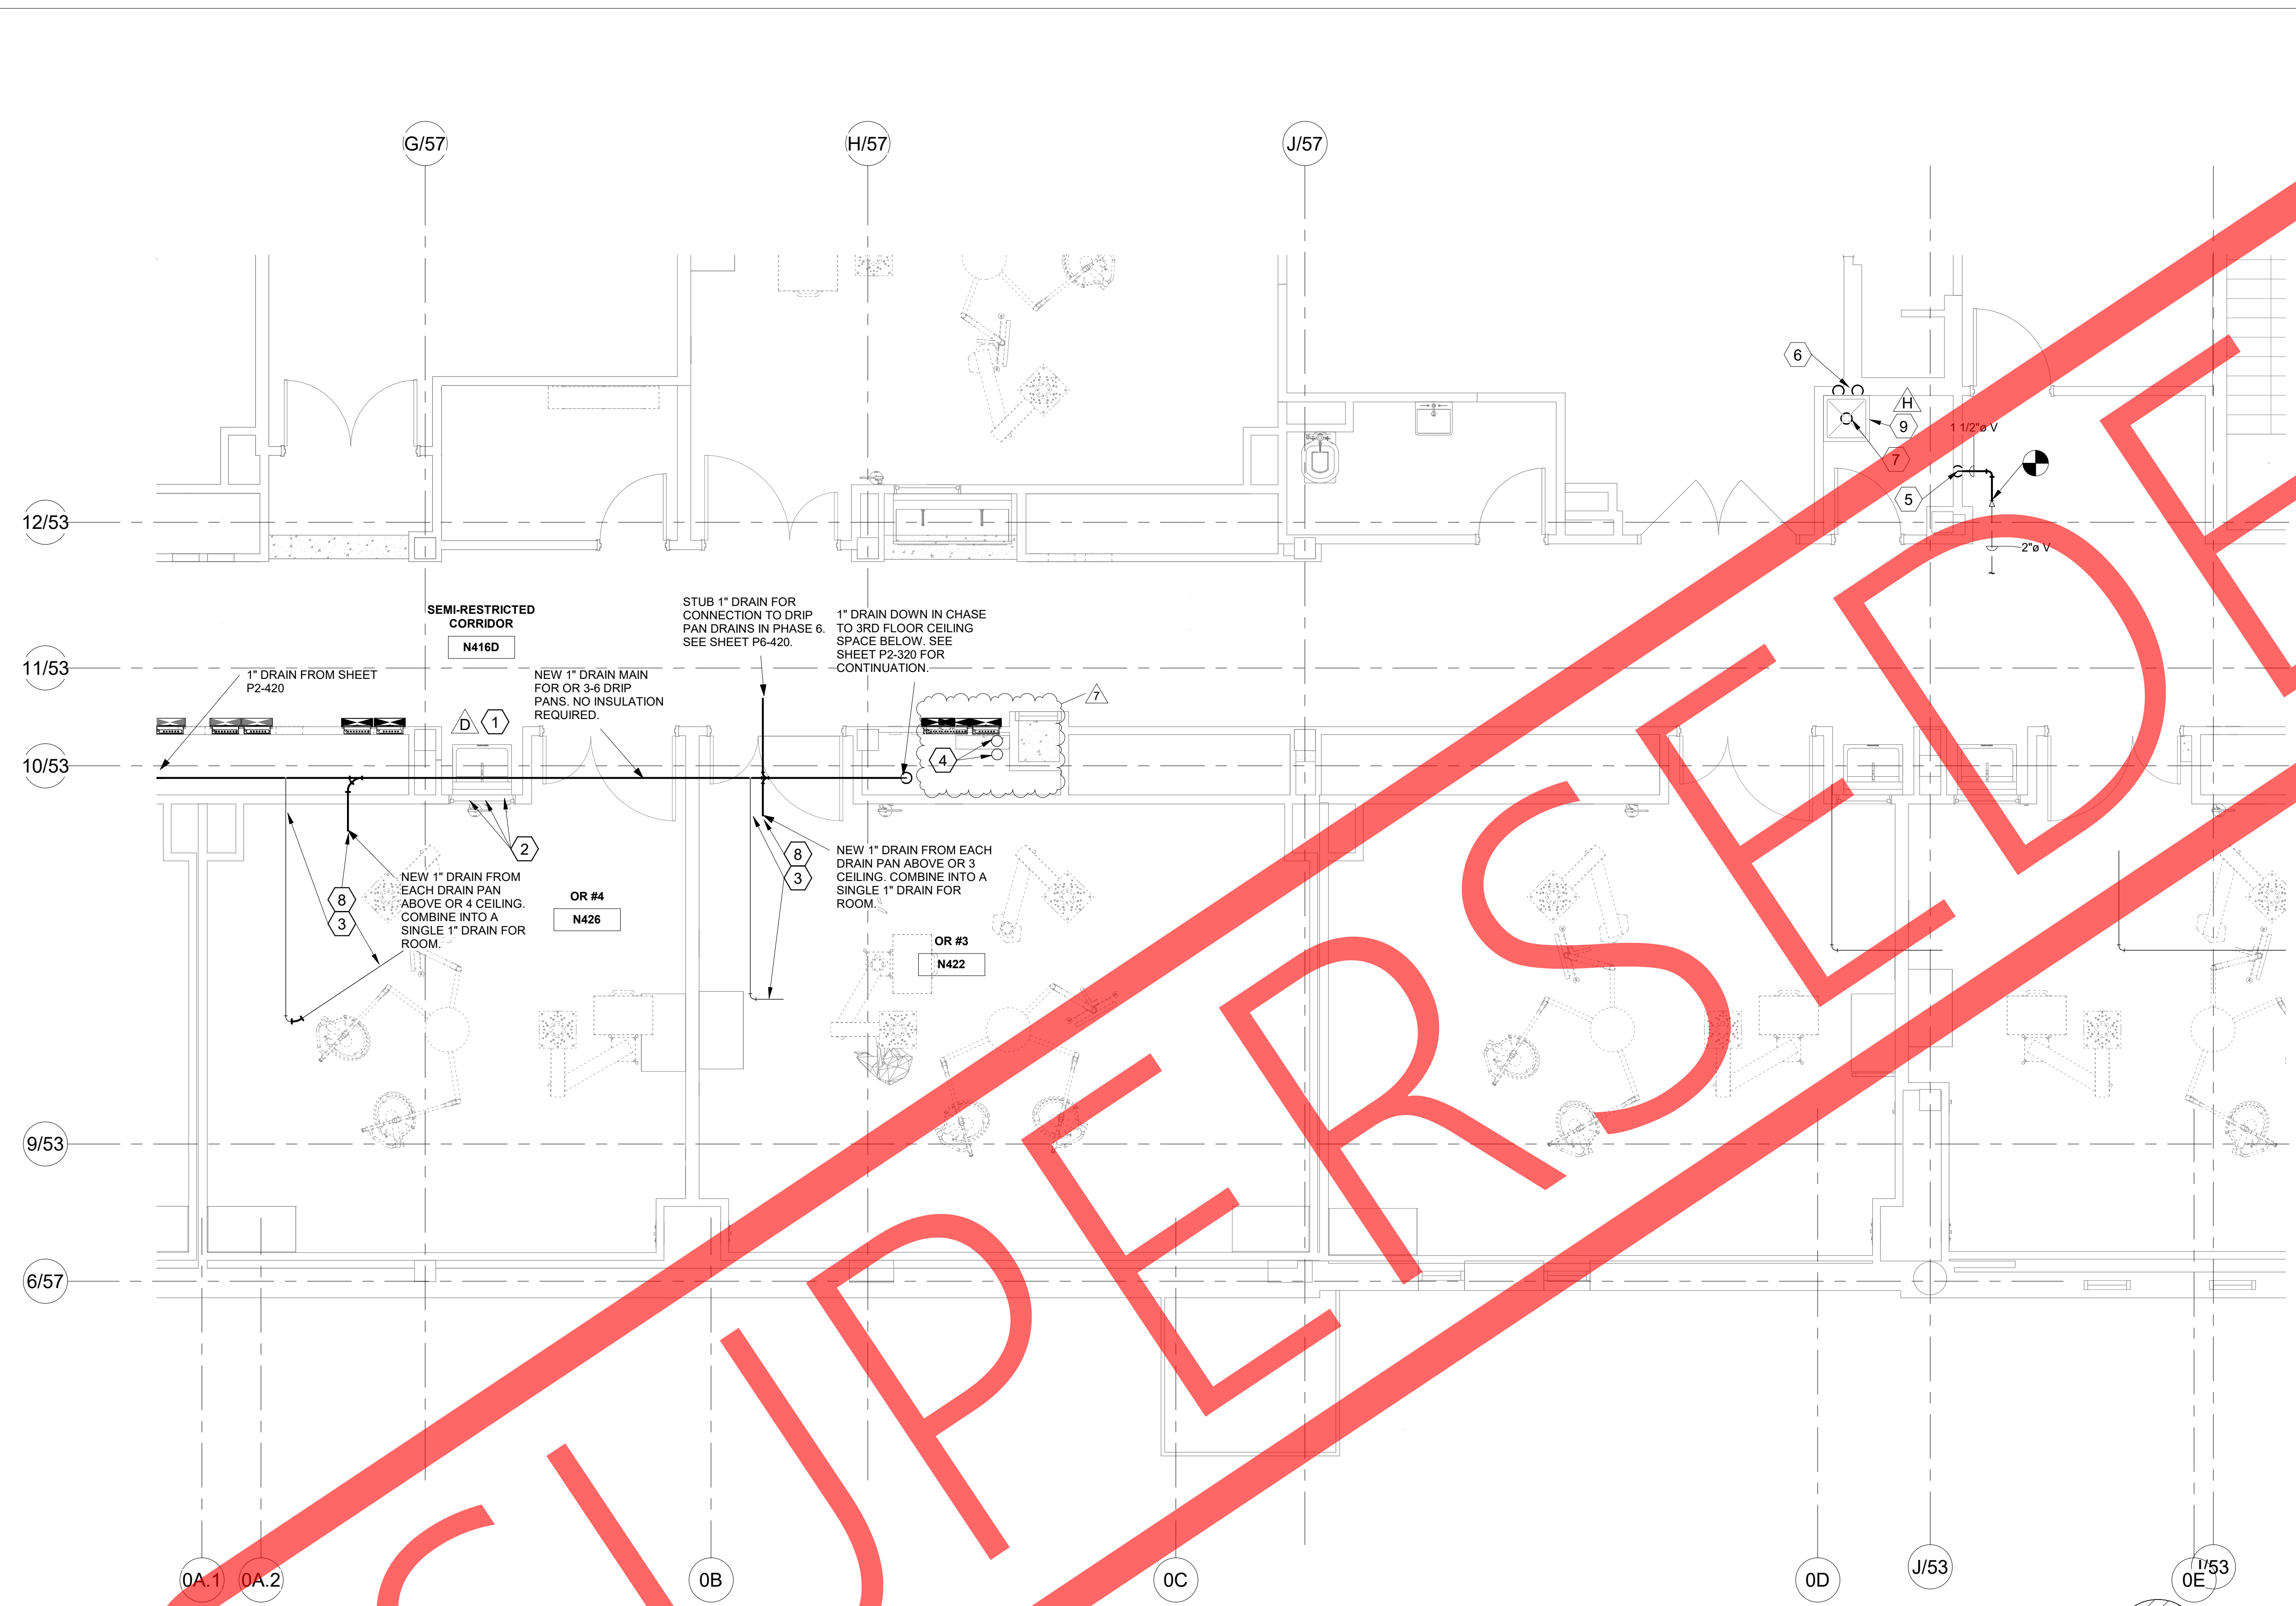 G/57
H/57
J/57
6
H
9
1 1/2"ø V
7
5
12/53
2"ø V
SEMI-RESTRICTED
CORRIDOR
N416D
STUB 1" DRAIN FOR
CONNECTION TO DRIP
PAN DRAINS IN PHASE 6.
SEE SHEET P6-420.
1" DRAIN DOWN IN CHASE
TO 3RD FLOOR CEILING
SPACE BELOW. SEE
SHEET P2-320 FOR
CONTINUATION.
11/53
1" DRAIN FROM SHEET
P2-420
NEW 1" DRAIN MAIN
FOR OR 3-6 DRIP
PANS. NO INSULATION
REQUIRED.
7
D
1
10/53
4
2
8
3
NEW 1" DRAIN FROM EACH
DRAIN PAN ABOVE OR 3
CEILING. COMBINE INTO A
SINGLE 1" DRAIN FOR
ROOM.
8
3
NEW 1" DRAIN FROM
EACH DRAIN PAN
ABOVE OR 4 CEILING.
COMBINE INTO A
SINGLE 1" DRAIN FOR
ROOM.
OR #4
N426
OR #3
N422
9/53
6/57
0A.1
0A.2
0B
0C
0D
J/53
0E
SUPERSEDE